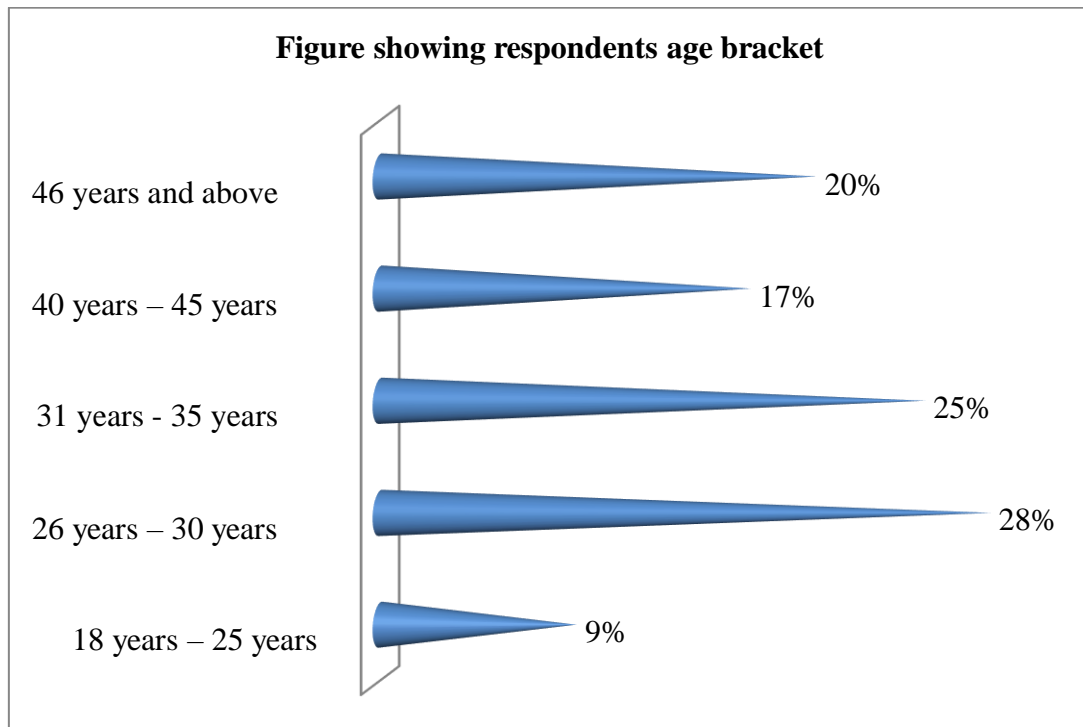 Figure showing respondents age bracket
46 years and above
20%
40 years – 45 years
17%
31 years - 35 years
25%
26 years – 30 years
28%
18 years – 25 years
9%